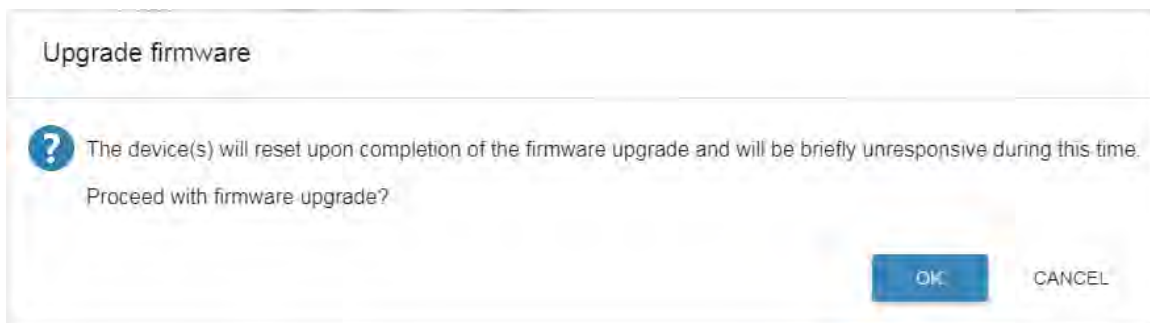 Upgrade firmware
The device(s) will reset upon completion of the firmware upgrade and will be briefly unresponsive during this time.
Proceed with firmware upgrade?
OK CANCEL